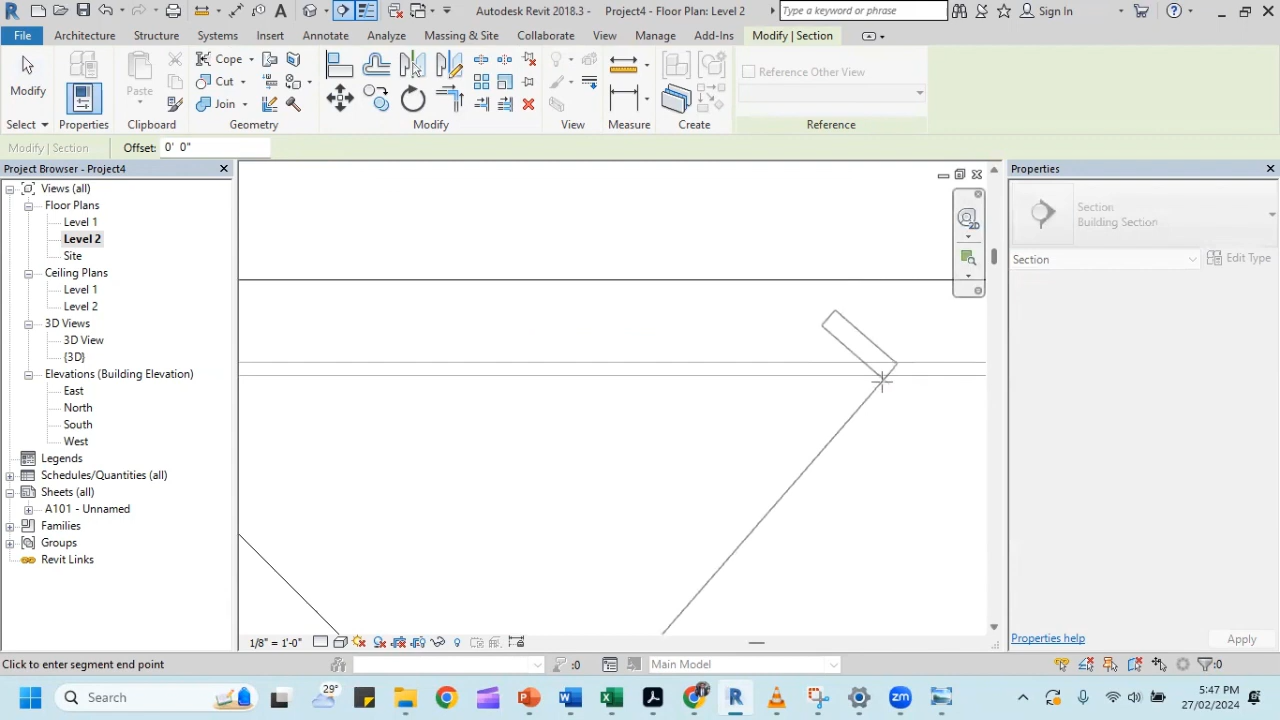 Autodesk Revit 2018.3 - Project4 - Floor Plan: Level 2
Type a keyword or phrase
Sign In
File Architecture Structure Systems Insert Annotate Analyze Massing & Site Collaborate View Manage Add-Ins Modify | Section
Modify
Paste
Cope
Cut
Join
Reference Other View
Select Properties Clipboard Geometry Modify View Measure Create Reference
Modify | Section Offset: 0' 0"
Project Browser - Project4
Views (all)
Floor Plans
Level 1
Level 2
Site
Ceiling Plans
Level 1
Level 2
3D Views
3D View
{3D}
Elevations (Building Elevation)
East
North
South
West
Legends
Schedules/Quantities (all)
Sheets (all)
A101 - Unnamed
Families
Groups
Revit Links
2D
Properties
Section
Building Section
Section Edit Type
Properties help Apply
1/8" = 1'-0"
Click to enter segment end point
:0
Main Model
:0
29°
Search
5:47 PM
27/02/2024